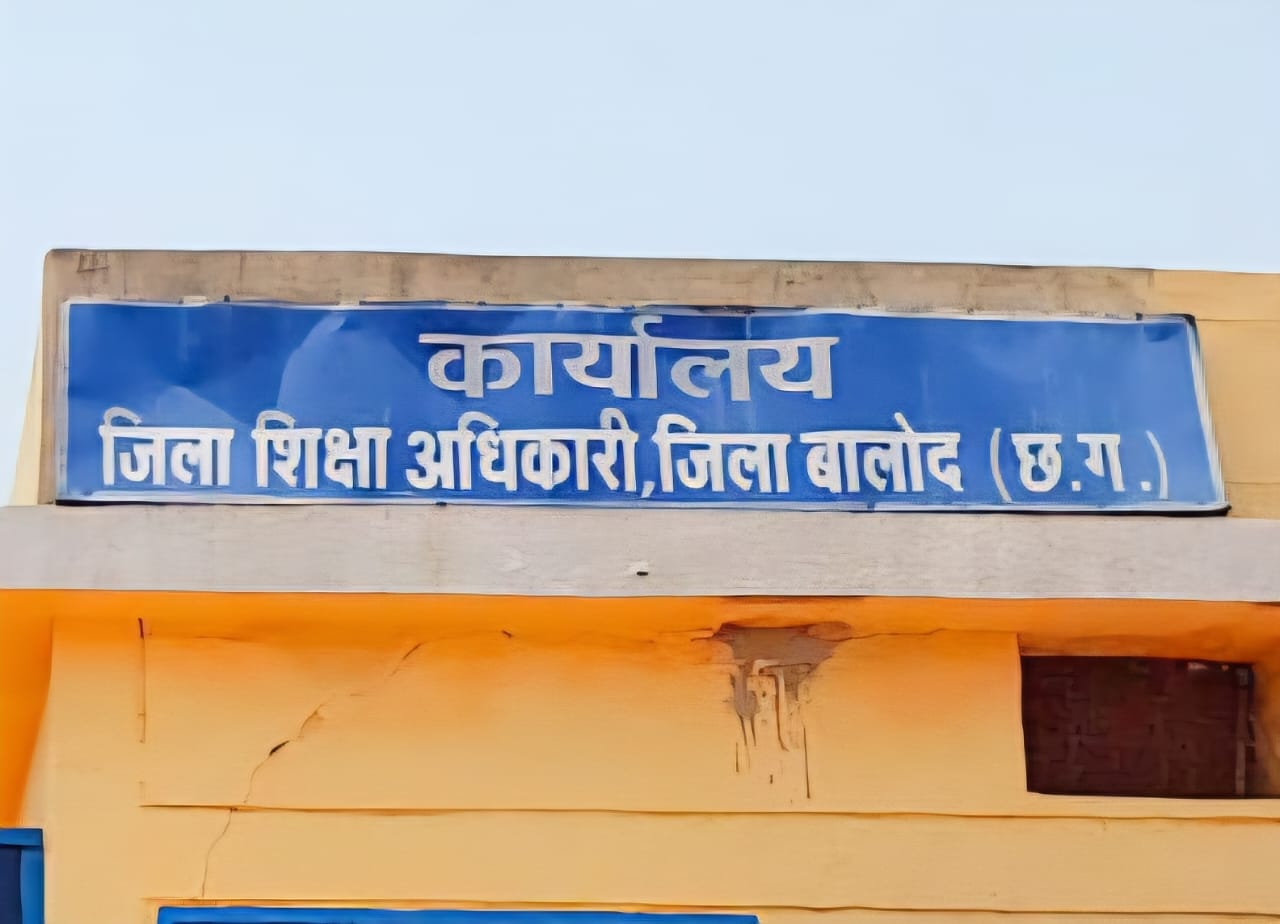 कार्यालय
जिला शिक्षा अधिकारी,जिला बालोद (छ.ग.)